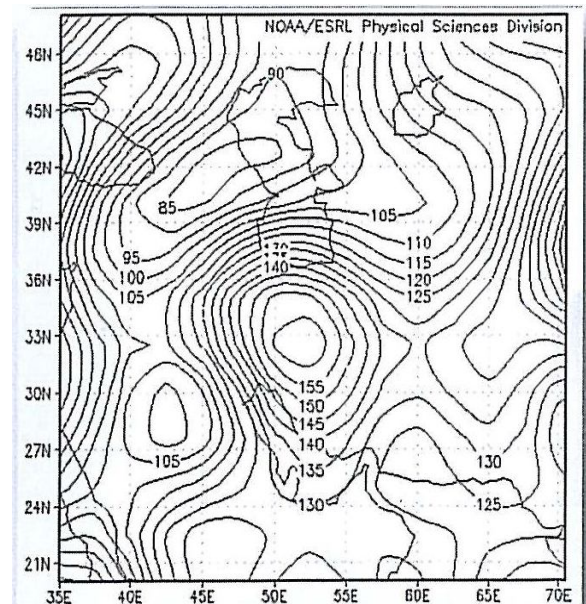 NOAA/ESRL Physical Sciences Division
48N
90
45N
42N
85
105
39N
95
110
100
115
140
120
36N
105
125
33N
155
30N
150
145
27N
140
105
135
130
130
125
24N
21N
35E
40E
45E
50E
55E
60E
65E
70E